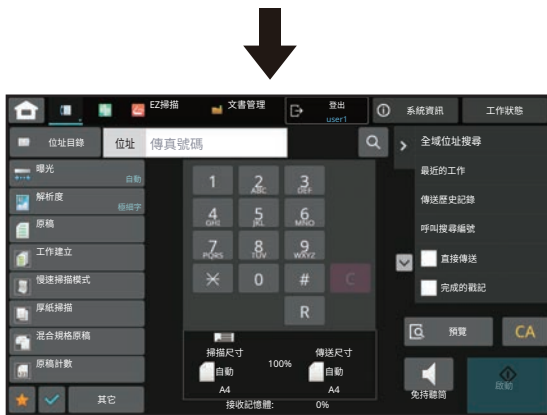 EZ掃描
文書管理
登出
user1
系統資訊
工作狀態
位址目錄
位址
傳真號碼
全域位址搜尋
曝光
自動
解析度
極細字
原稿
工作建立
慢速掃描模式
厚紙掃描
混合規格原稿
原稿計數
其它
1
2
ABC
3
DEF
4
GHI
5
JKL
6
MNO
7
PQRS
8
TUV
9
WXYZ
0
#
C
R
掃描尺寸
自動
A4
100%
傳送尺寸
自動
A4
接收記憶體:
0%
最近的工作
傳送歷史記錄
呼叫搜尋編號
直接傳送
完成的戳記
預覽
CA
免持聽筒
啟動